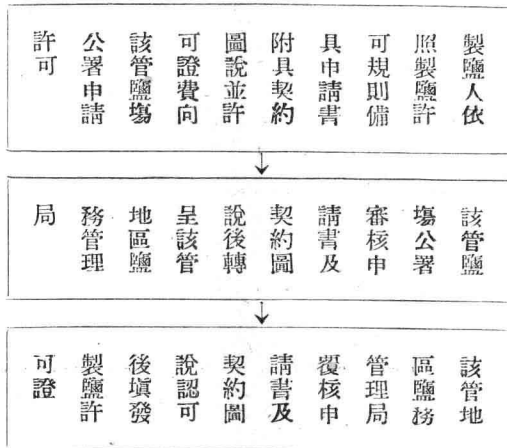 製鹽人依
照製鹽許
可規則備
具申請書
附具契約
圖說並許
可證費向
該管鹽塲
公署申請
許可
該管鹽
塲公署
審核申
請書及
契約圖
說後轉
呈該管
地區鹽
務管理
局
該管地
區鹽務
管理局
覆核申
請書及
契約圖
說認可
後塡發
製鹽許
可證